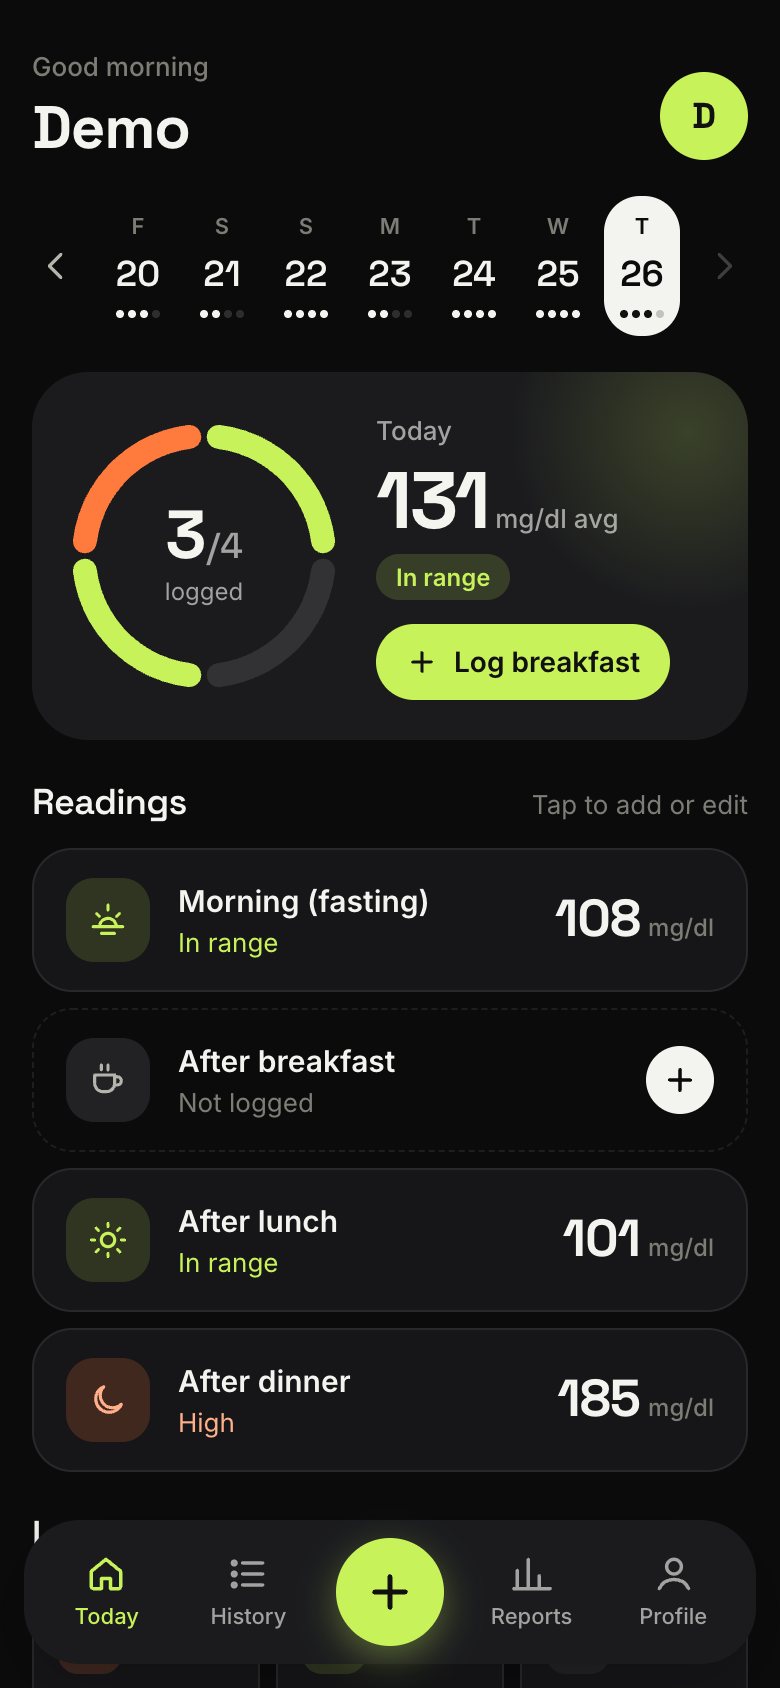 Good morning
Demo
D
F S S M T W T
20 21 22 23 24 25 26
Today
3/4
131 mg/dl avg
logged
In range
+ Log breakfast
Readings
Tap to add or edit
Morning (fasting)
108 mg/dl
In range
After breakfast
Not logged
After lunch
101 mg/dl
In range
After dinner
185 mg/dl
High
Today History Reports Profile